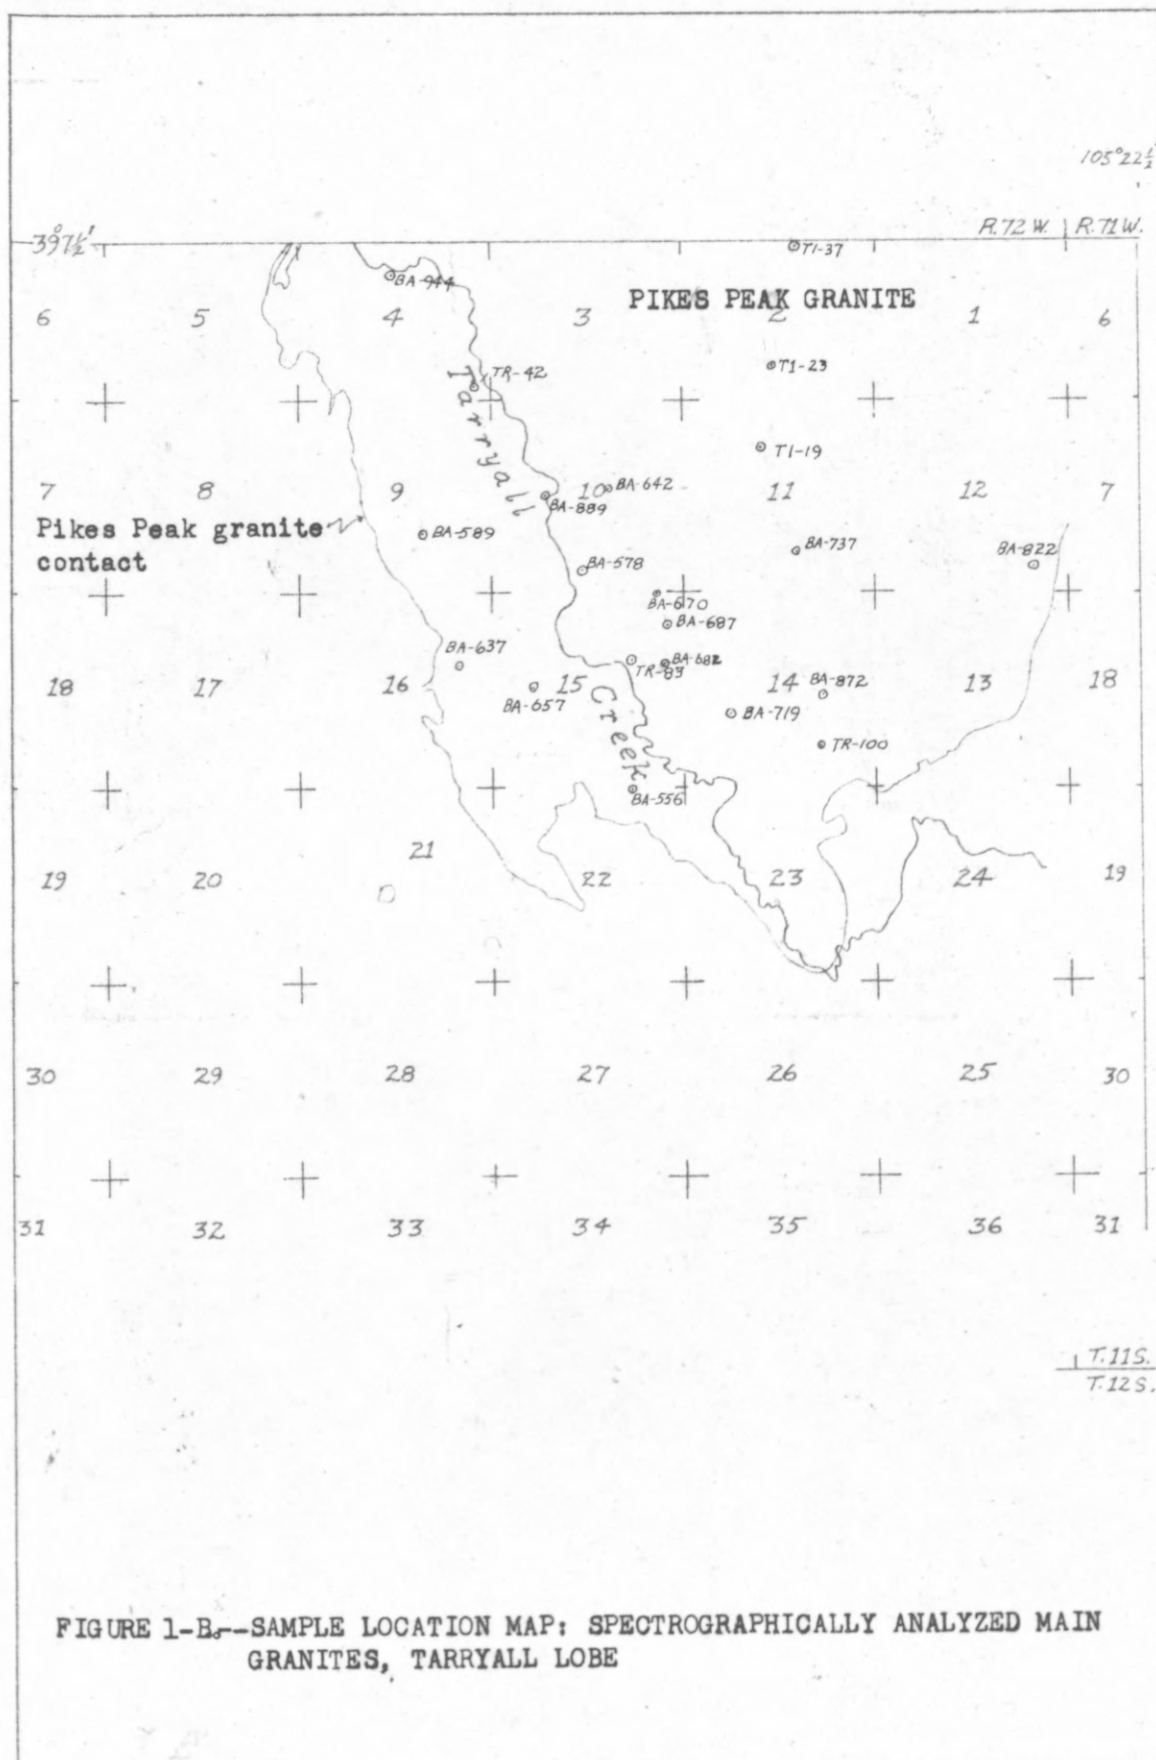 105°22½'
39°7½'
R.72 W. | R.71 W.
T1-37
BA-944
PIKES PEAK GRANITE
6 5 4 3 2 1 6
T1-23
TR-42
Tarryall
T1-19
BA-642
7 8 9 10 11 12 7
BA-889
Pikes Peak granite
contact
BA-589
BA-737
BA-822
BA-578
BA-670
BA-687
BA-637
BA-682
TR-83
18 17 16 15 14 13 18
BA-872
BA-657
Creek
BA-719
TR-100
BA-556
21
19 20 22 23 24 19
30 29 28 27 26 25 30
31 32 33 34 35 36 31
T.11S.
T.12S.
FIGURE 1-B.--SAMPLE LOCATION MAP: SPECTROGRAPHICALLY ANALYZED MAIN
GRANITES, TARRYALL LOBE